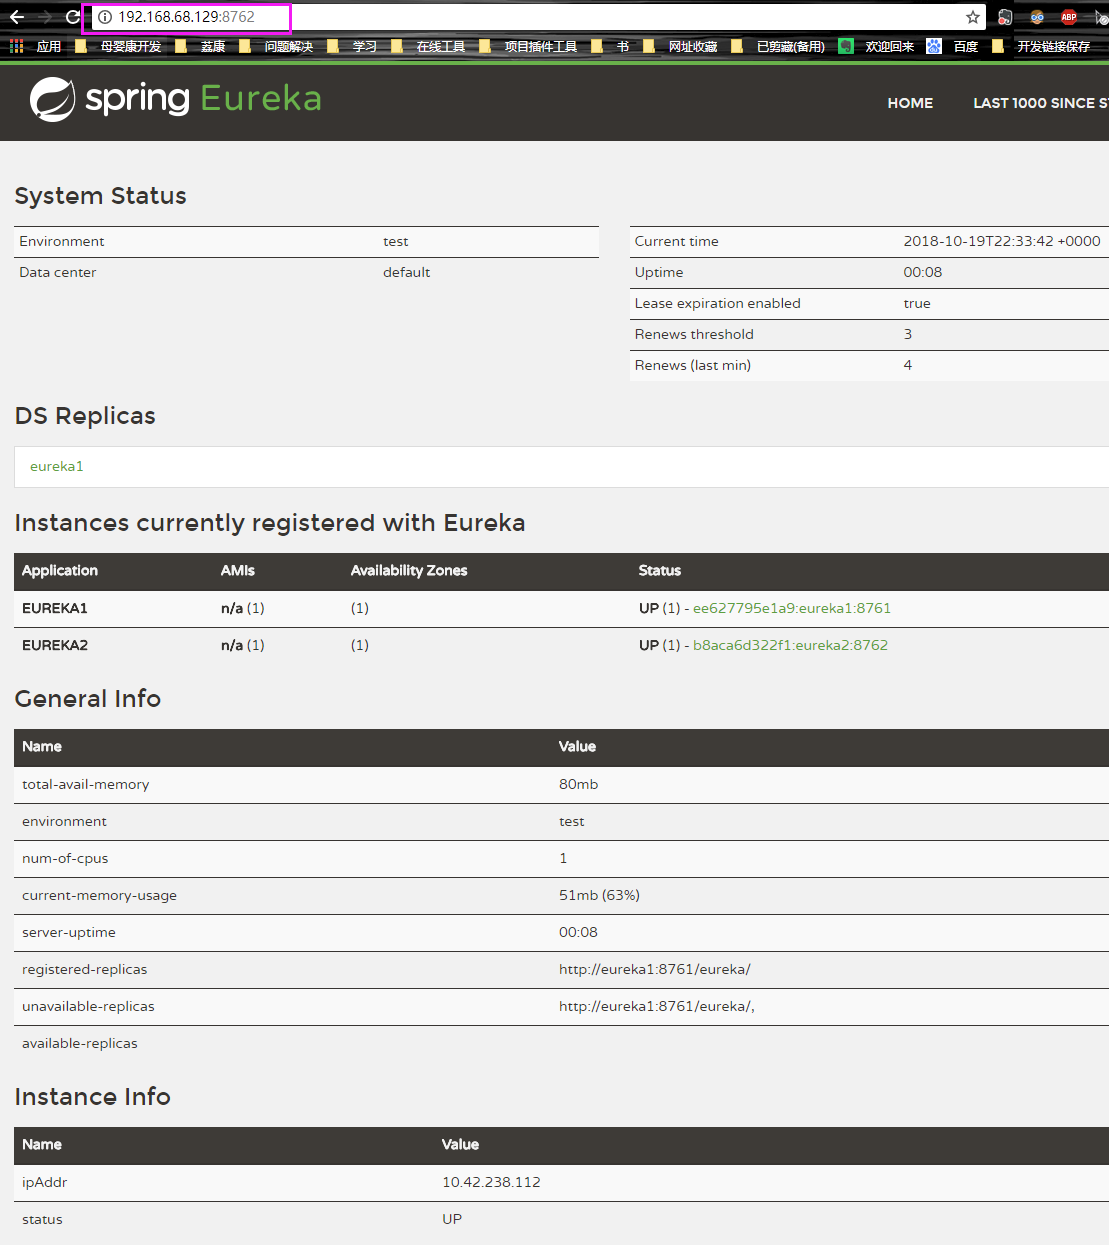 192.168.68.129:8762
ABP
应用 母婴康开发 荔康 问题解决 学习 在线工具 项目插件工具 书 网址收藏 已剪藏(备用) 欢迎回来 百度 开发链接保存
spring Eureka
HOME LAST 1000 SINCE ST
System Status
Environment test
Data center default
Current time 2018-10-19T22:33:42 +0000
Uptime 00:08
Lease expiration enabled true
Renews threshold 3
Renews (last min) 4
DS Replicas
eureka1
Instances currently registered with Eureka
Application AMIs Availability Zones Status
EUREKA1 n/a (1) (1) UP (1) - ee627795e1a9:eureka1:8761
EUREKA2 n/a (1) (1) UP (1) - b8aca6d322f1:eureka2:8762
General Info
Name Value
total-avail-memory 80mb
environment test
num-of-cpus 1
current-memory-usage 51mb (63%)
server-uptime 00:08
registered-replicas http://eureka1:8761/eureka/
unavailable-replicas http://eureka1:8761/eureka/,
available-replicas
Instance Info
Name Value
ipAddr 10.42.238.112
status UP